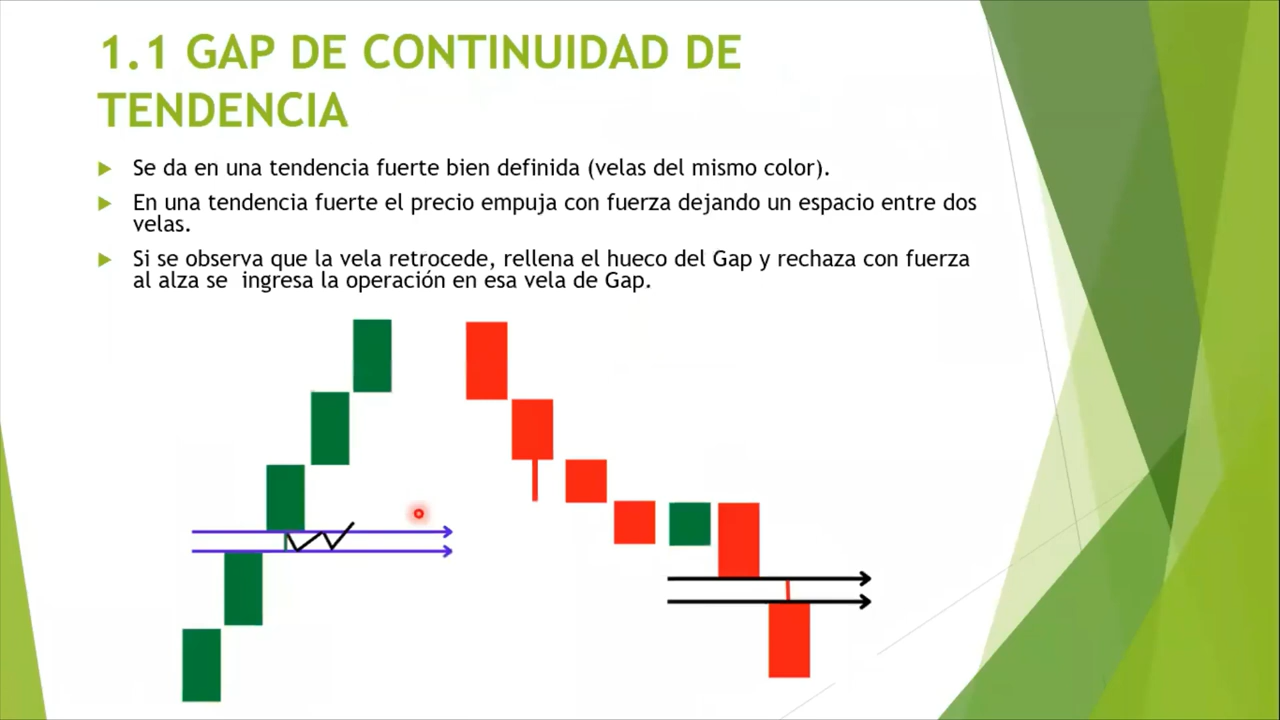 1.1 GAP DE CONTINUIDAD DE
TENDENCIA
Se da en una tendencia fuerte bien definida (velas del mismo color).
En una tendencia fuerte el precio empuja con fuerza dejando un espacio entre dos
velas.
Si se observa que la vela retrocede, rellena el hueco del Gap y rechaza con fuerza
al alza se  ingresa la operación en esa vela de Gap.